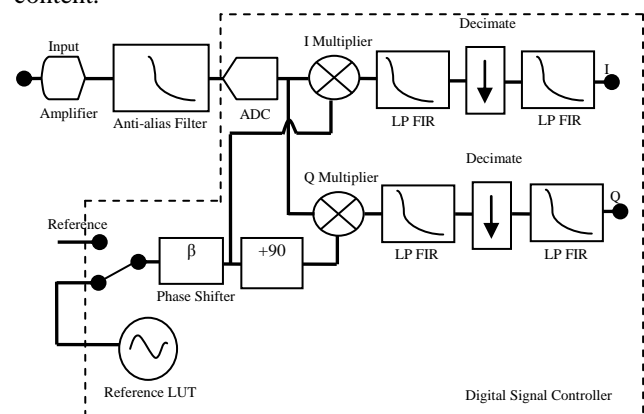 content.
Input
Amplifier
Anti-alias Filter
ADC
I Multiplier
LP FIR
Decimate
LP FIR
I
Q Multiplier
LP FIR
Decimate
LP FIR
Q
Reference
β
Phase Shifter
+90
Reference LUT
Digital Signal Controller